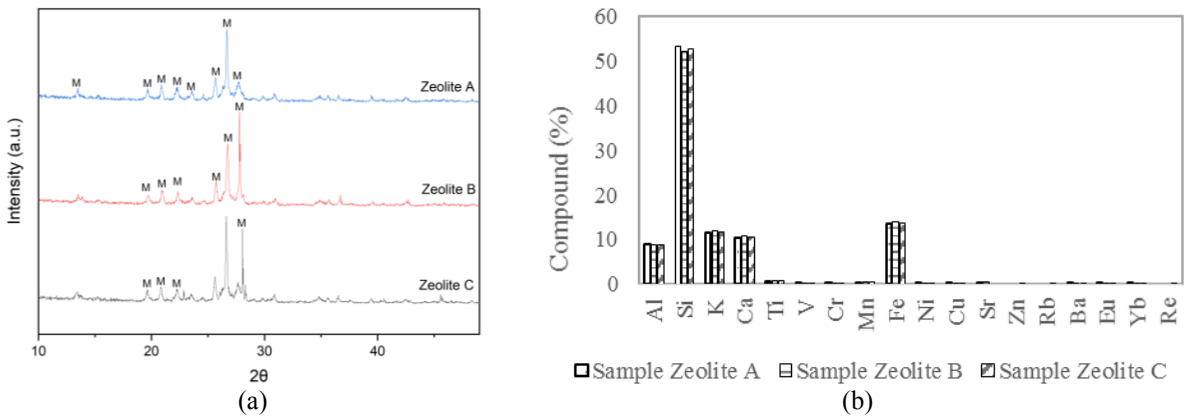 (a)
Intensity (a.u.)
M
M M M M M M M
Zeolite A
M M M M M M
Zeolite B
M M M M
Zeolite C
10 20 30 40
2θ
(a)
(b)
Compound (%)
60
50
40
30
20
10
0
Al Si K Ca Ti V Cr Mn Fe Ni Cu Sr Zn Rb Ba Eu Yb Re
Sample Zeolite A Sample Zeolite B Sample Zeolite C
(b)